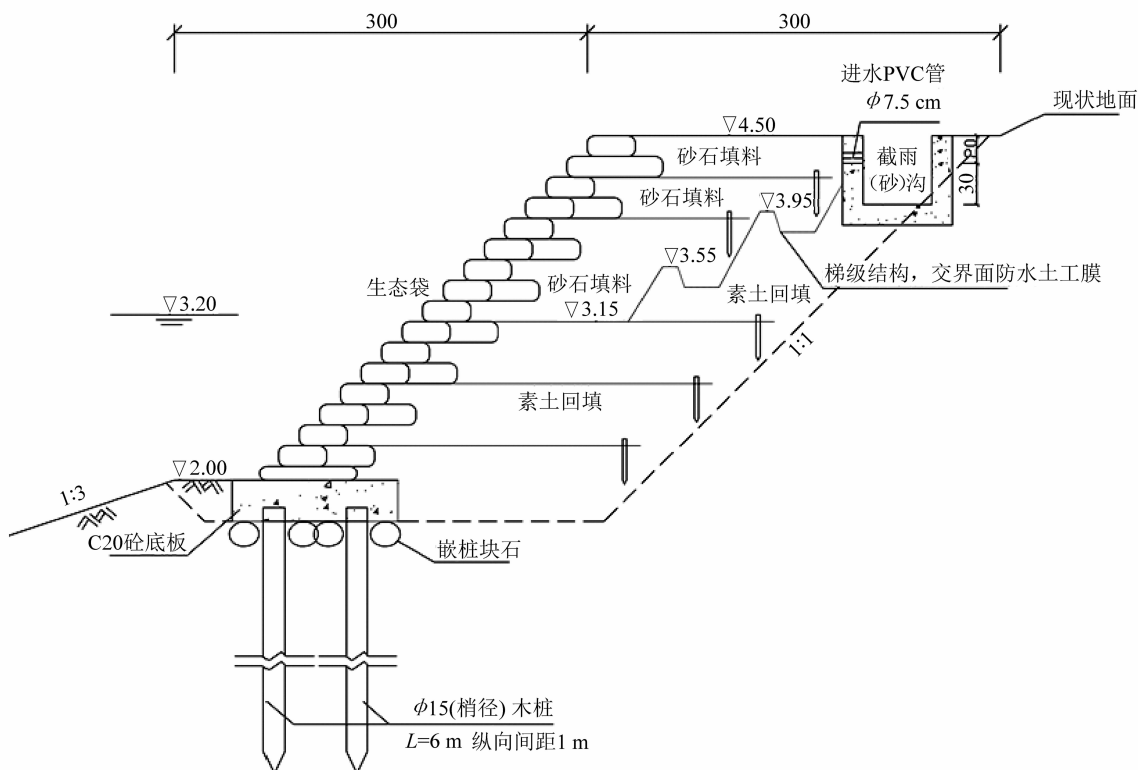 300
300
进水PVC管
ϕ7.5 cm
现状地面
▽4.50
砂石填料
截雨
(砂)沟
20
30
砂石填料
▽3.95
▽3.55
梯级结构，交界面防水土工膜
生态袋
砂石填料
素土回填
▽3.20
▽3.15
1:1
素土回填
▽2.00
1:3
C20砼底板
嵌桩块石
ϕ15(梢径) 木桩
L=6 m 纵向间距1 m